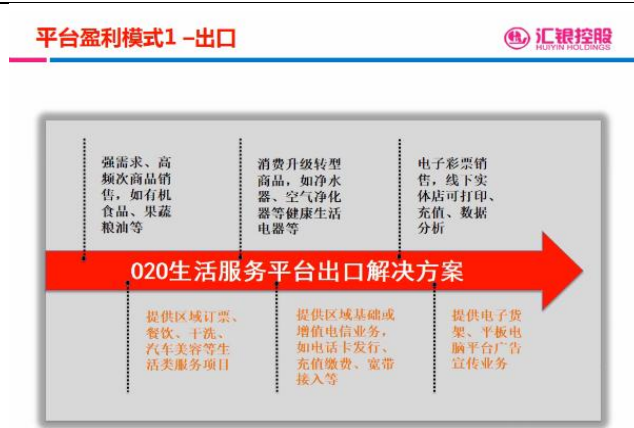 平台盈利模式1 –出口
汇银控股
HUIYIN HOLDINGS
强需求、高
频次商品销
售，如有机
食品、果蔬
粮油等
消费升级转型
商品，如净水
器、空气净化
器等健康生活
电器等
电子彩票销
售，线下实
体店可打印、
充值、数据
分析
020生活服务平台出口解决方案
提供区域订票、
餐饮、干洗、
汽车美容等生
活类服务项目
提供区域基础或
增值电信业务，
如电话卡发行、
充值缴费、宽带
接入等
提供电子货
架、平板电
脑平台广告
宣传业务